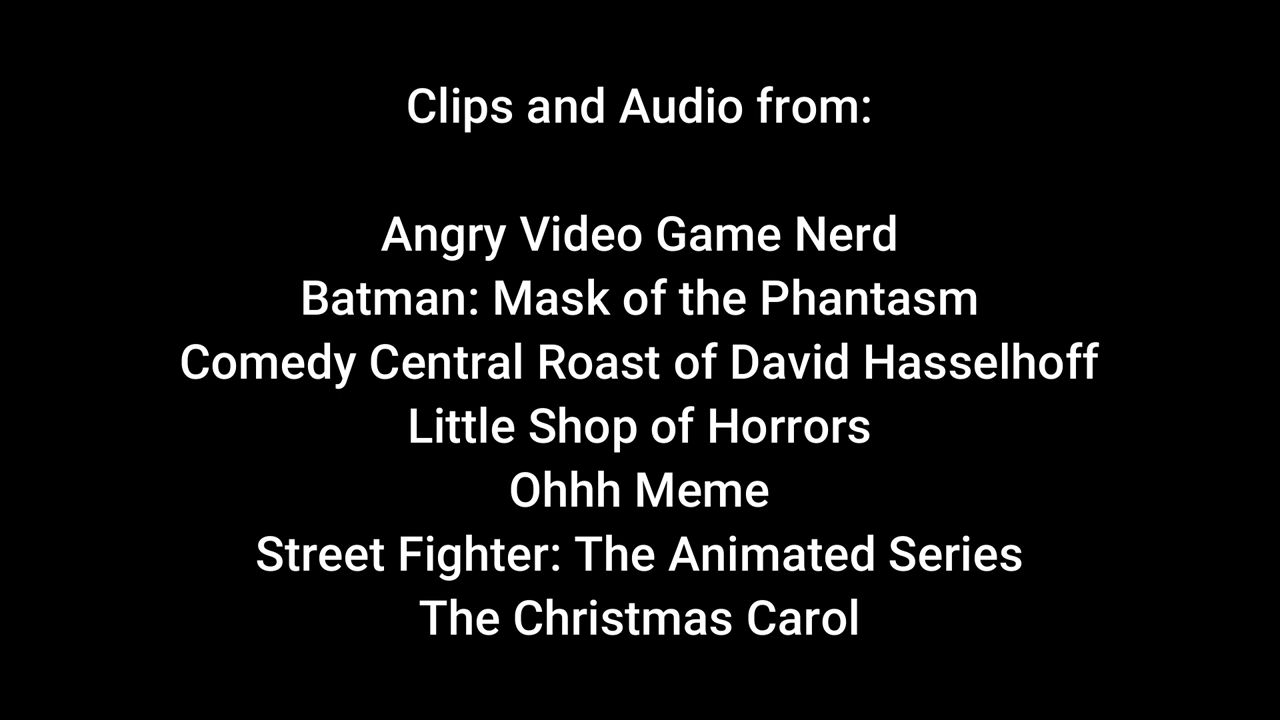 Clips and Audio from:
Angry Video Game Nerd
Batman: Mask of the Phantasm
Comedy Central Roast of David Hasselhoff
Little Shop of Horrors
Ohhh Meme
Street Fighter: The Animated Series
The Christmas Carol